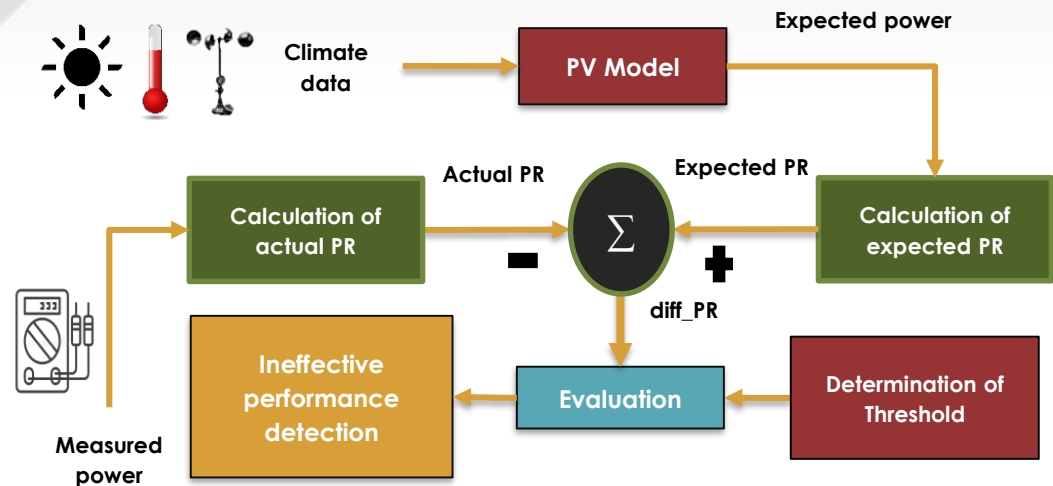 Expected power
Climate
data
PV Model
Actual PR
Expected PR
Calculation of
actual PR
∑
Calculation of
expected PR
diff_PR
333
Ineffective
performance
detection
Evaluation
Determination of
Threshold
Measured
power